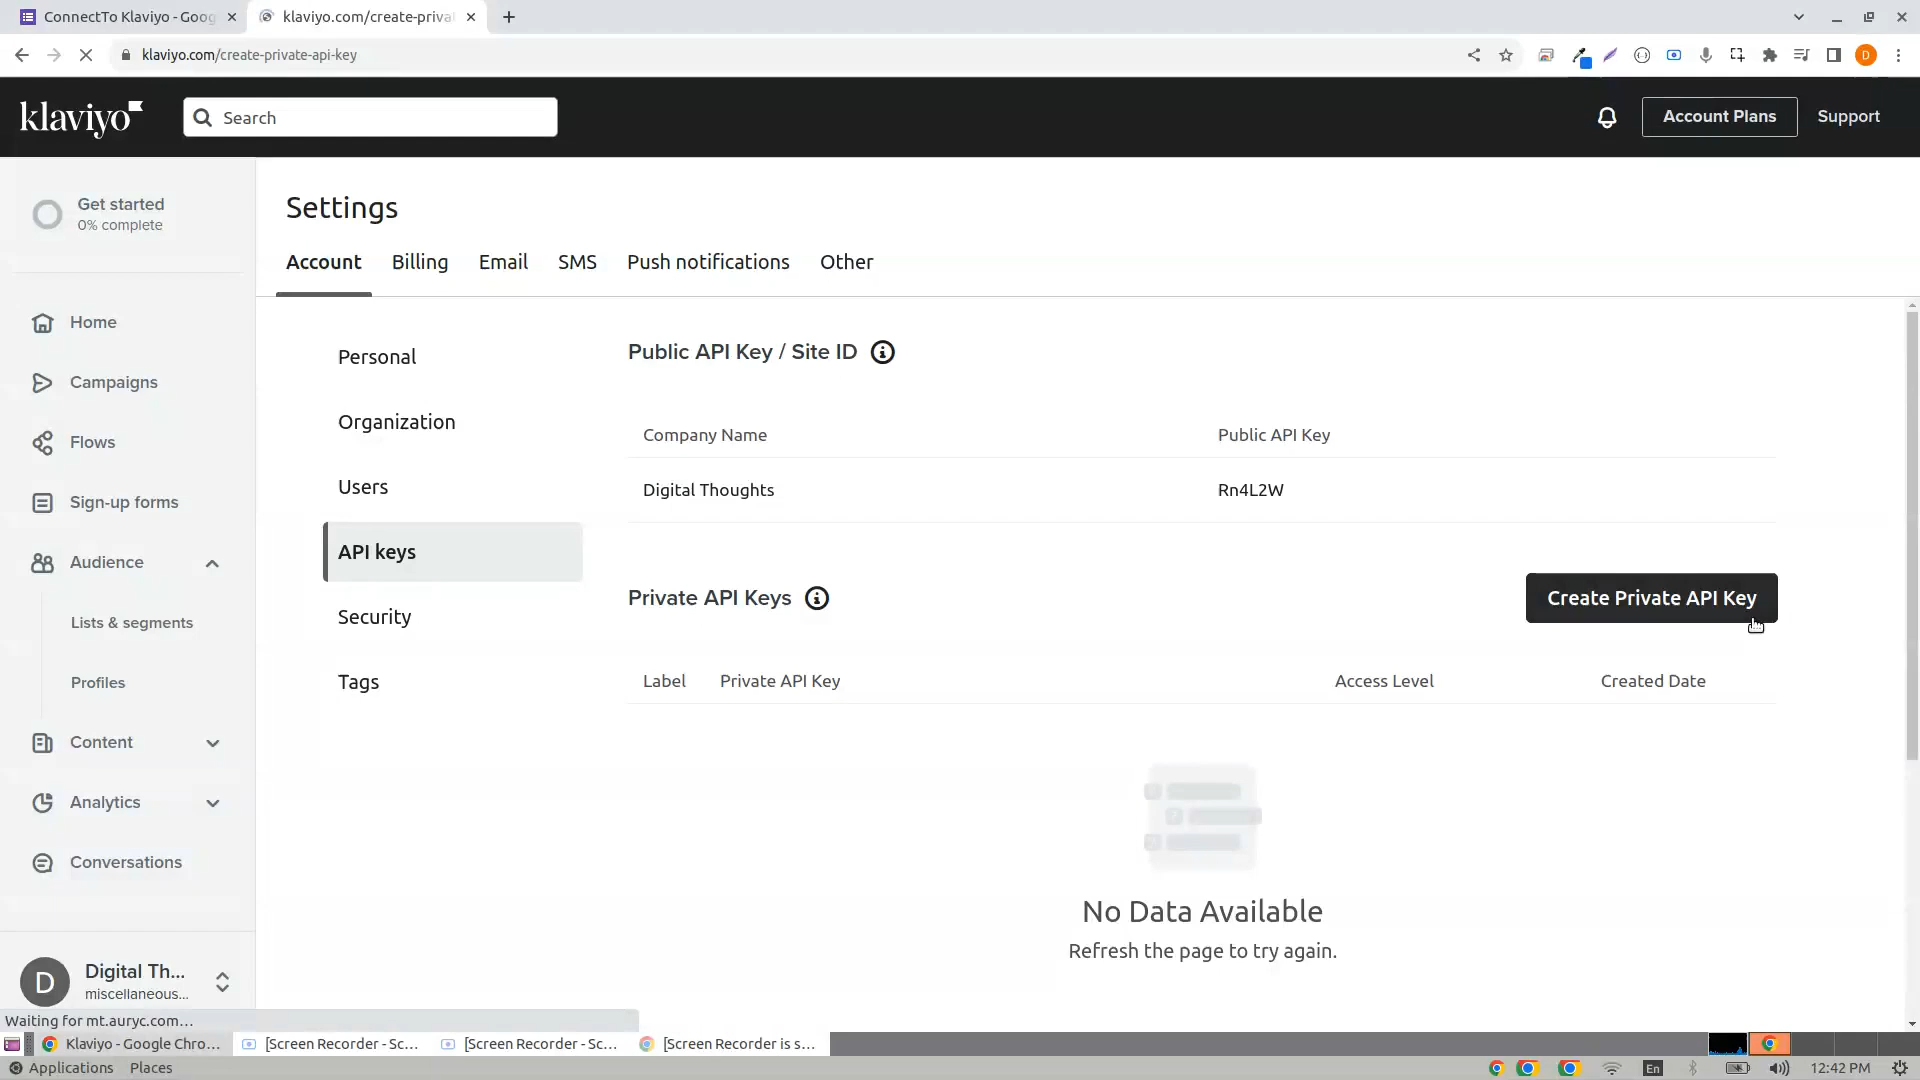 ConnectTo Klaviyo - Goog
klaviyo.com/create-priva
klaviyo.com/create-private-api-key
D
klaviyo
Search
Account Plans
Support
Get started
0% complete
Home
Campaigns
Flows
Sign-up forms
Audience
Lists & segments
Profiles
Content
Analytics
Conversations
D
Digital Th...
miscellaneous...
Settings
Account
Billing
Email
SMS
Push notifications
Other
Personal
Organization
Users
API keys
Security
Tags
Public API Key / Site ID
Company Name
Public API Key
Digital Thoughts
Rn4L2W
Private API Keys
Create Private API Key
Label
Private API Key
Access Level
Created Date
No Data Available
Refresh the page to try again.
Waiting for mt.auryc.com...
Klaviyo - Google Chro...
[Screen Recorder - Sc...
[Screen Recorder - Sc...
[Screen Recorder is s...
Applications
Places
En
12:42 PM